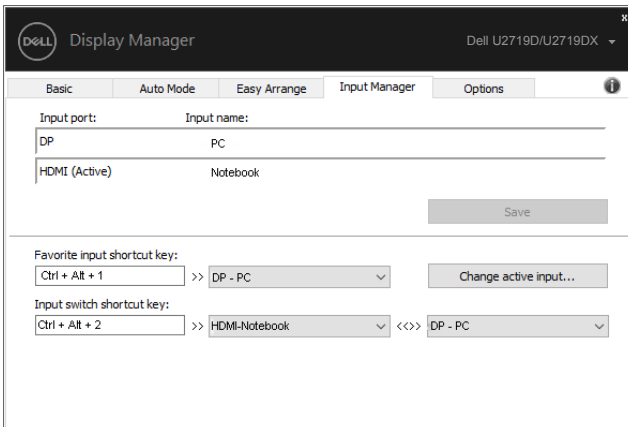 DELL Display Manager Dell U2719D/U2719DX
x
Basic Auto Mode Easy Arrange Input Manager Options i
Input port: Input name:
DP PC
HDMI (Active) Notebook
Save
Favorite input shortcut key:
Ctrl + Alt + 1 >> DP - PC Change active input...
Input switch shortcut key:
Ctrl + Alt + 2 >> HDMI-Notebook <<>> DP - PC